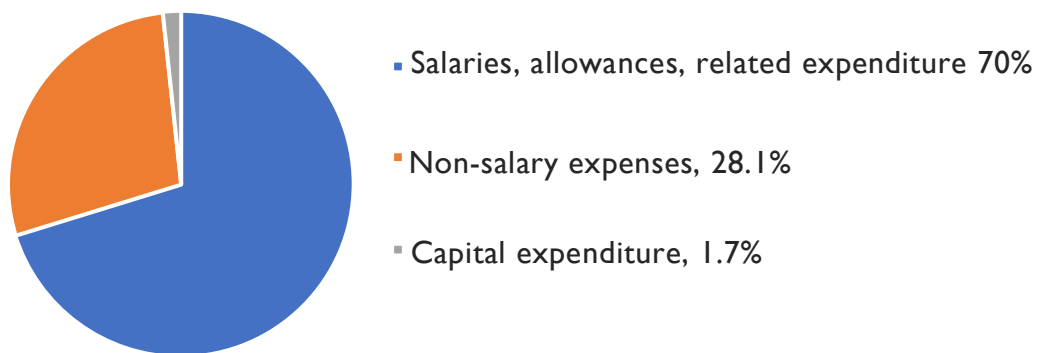 Salaries, allowances, related expenditure 70%
Non-salary expenses, 28.1%
Capital expenditure, 1.7%